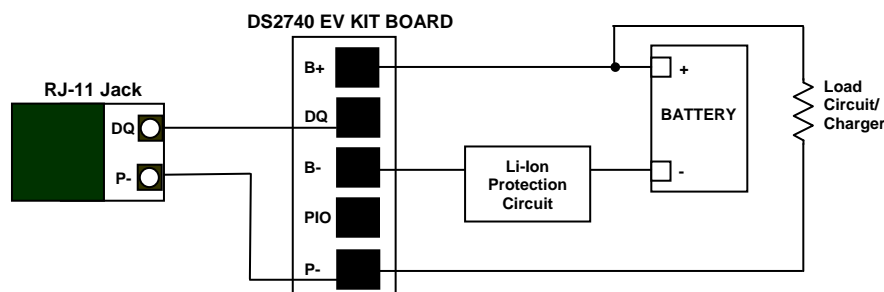 DS2740 EV KIT BOARD
RJ-11 Jack
DQ
P-
B+
DQ
B-
PIO
P-
Li-Ion
Protection
Circuit
+
BATTERY
-
Load
Circuit/
Charger